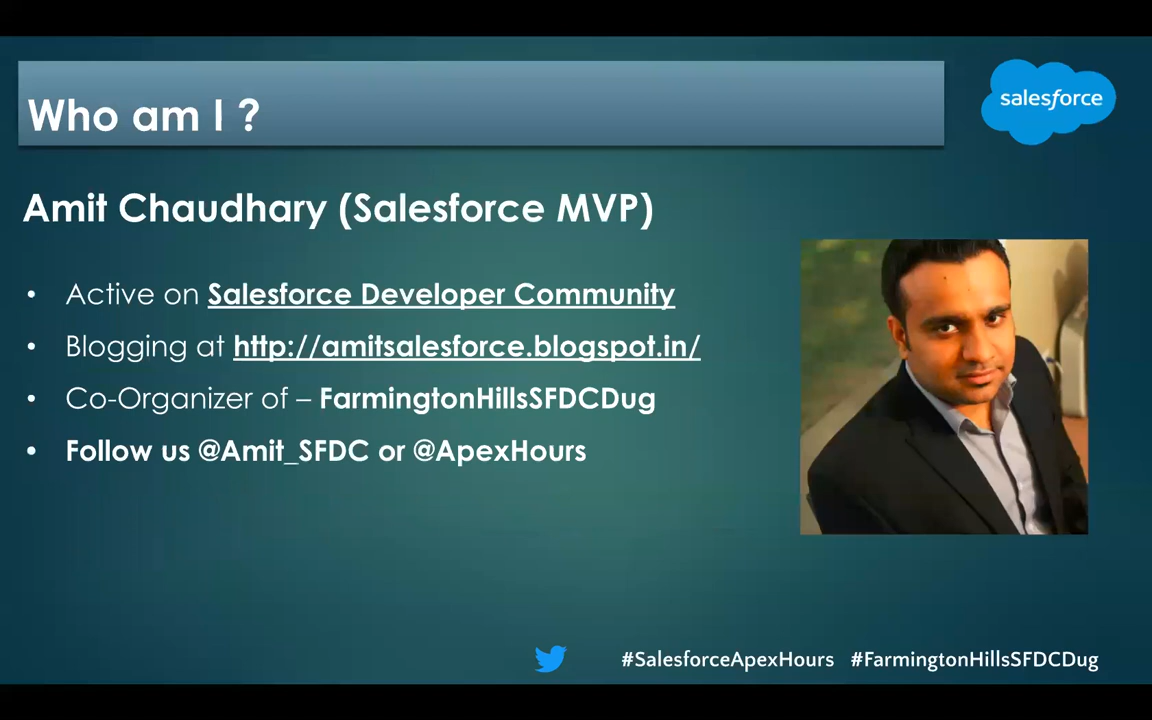 Who am I ?
salesforce
Amit Chaudhary (Salesforce MVP)
• Active on Salesforce Developer Community
• Blogging at http://amitsalesforce.blogspot.in/
• Co-Organizer of – FarmingtonHillsSFDCDug
• Follow us @Amit_SFDC or @ApexHours
#SalesforceApexHours #FarmingtonHillsSFDCDug